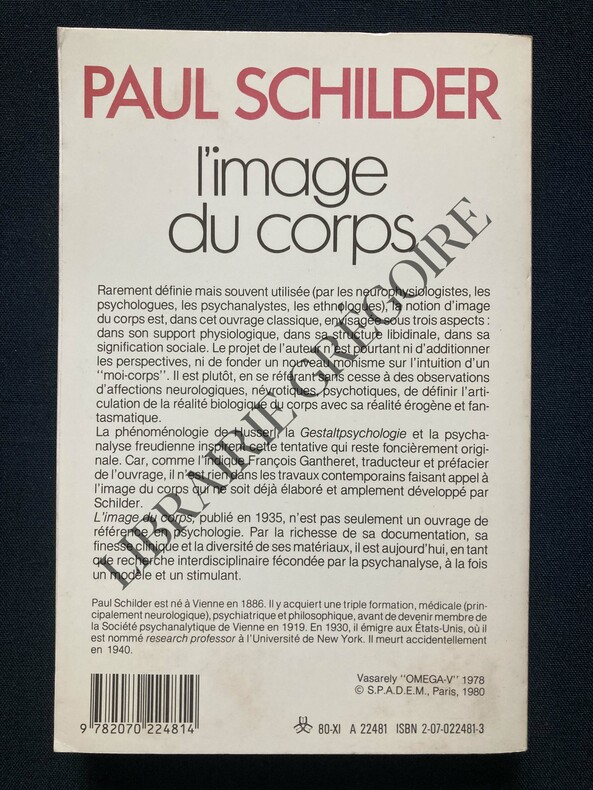 PAUL SCHILDER
l'image
du corps
Rarement définie mais souvent utilisée (par les neurophysiologistes, les
psychologues, les psychanalystes, les ethnologues), la notion d'image
du corps est, dans cet ouvrage classique, envisagée sous trois aspects :
dans son support physiologique, dans sa structure libidinale, dans sa
signification sociale. Le projet de l'auteur n'est pourtant ni d'additionner
les perspectives, ni de fonder un nouveau monisme sur l'intuition d'un
"moi-corps". Il est plutôt, en se référant sans cesse à des observations
d'affections neurologiques, névrotiques, psychotiques, de définir l'arti-
culation de la réalité biologique du corps avec sa réalité érogène et fan-
tasmatique.
La phénoménologie de Husserl, la Gestaltpsychologie et la psycha-
nalyse freudienne inspirent cette tentative qui reste foncièrement origi-
nale. Car, comme l'indique François Gantheret, traducteur et préfacier
de l'ouvrage, il n'est rien dans les travaux contemporains faisant appel à
l'image du corps qui ne soit déjà élaboré et amplement développé par
Schilder.
L'image du corps, publié en 1935, n'est pas seulement un ouvrage de
référence en psychologie. Par la richesse de sa documentation, sa
finesse clinique et la diversité de ses matériaux, il est aujourd'hui, en tant
que recherche interdisciplinaire fécondée par la psychanalyse, à la fois
un modèle et un stimulant.
Paul Schilder est né à Vienne en 1886. Il y acquiert une triple formation, médicale (prin-
cipalement neurologique), psychiatrique et philosophique, avant de devenir membre de
la Société psychanalytique de Vienne en 1919. En 1930, il émigre aux États-Unis, où il
est nommé research professor à l'Université de New York. Il meurt accidentellement
en 1940.
Vasarely "OMEGA-V" 1978
© S.P.A.D.E.M., Paris, 1980
9 782070 224814
80-XI A 22481 ISBN 2-07-022481-3
LIBRAIRIE GRÉGOIRE